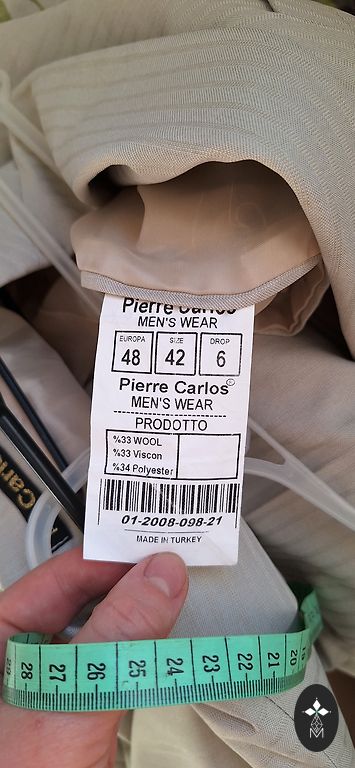 Pierre Carlos
MEN'S WEAR
EUROPA SIZE DROP
48 42 6
Pierre Carlos©
MEN'S WEAR
PRODOTTO
%33 WOOL
%33 Viscon
%34 Polyester
01-2008-098-21
MADE IN TURKEY
28 27 26 25 24 23 22 21 20
M